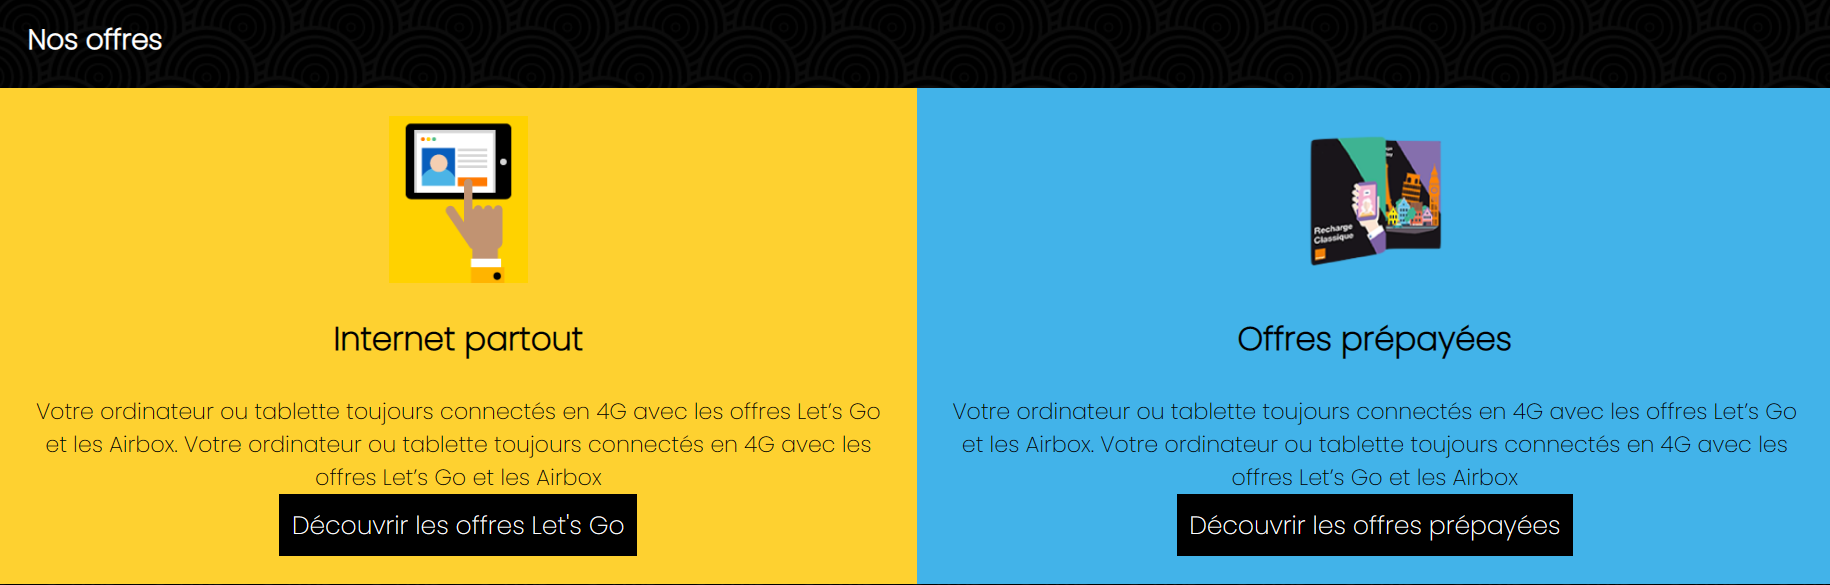 Nos offres
Recharge
Classique
Internet partout
Offres prépayées
Votre ordinateur ou tablette toujours connectés en 4G avec les offres Let’s Go
et les Airbox. Votre ordinateur ou tablette toujours connectés en 4G avec les
offres Let’s Go et les Airbox
Découvrir les offres Let's Go
Votre ordinateur ou tablette toujours connectés en 4G avec les offres Let’s Go
et les Airbox. Votre ordinateur ou tablette toujours connectés en 4G avec les
offres Let’s Go et les Airbox
Découvrir les offres prépayées